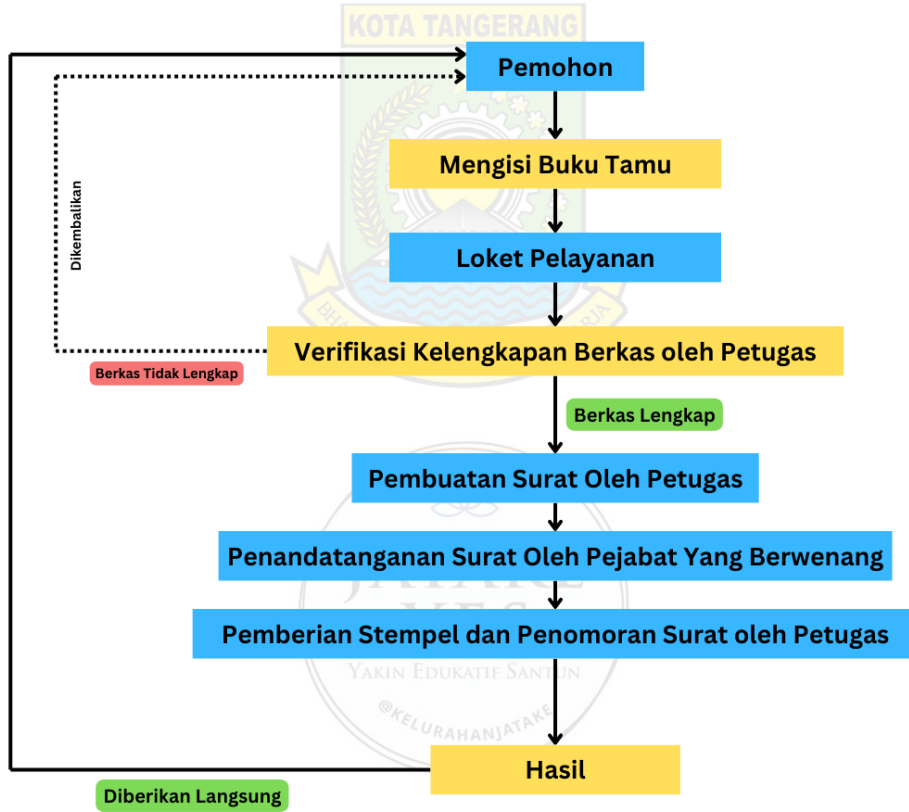 KOTA TANGERANG
Pemohon
Mengisi Buku Tamu
Dikembalikan
Loket Pelayanan
Verifikasi Kelengkapan Berkas oleh Petugas
Berkas Tidak Lengkap
Berkas Lengkap
Pembuatan Surat Oleh Petugas
Penandatanganan Surat Oleh Pejabat Yang Berwenang
JATAKE
Pemberian Stempel dan Penomoran Surat oleh Petugas
YAKIN EDUKATIF SANTUN
@KELURAHANJATAKE
Hasil
Diberikan Langsung